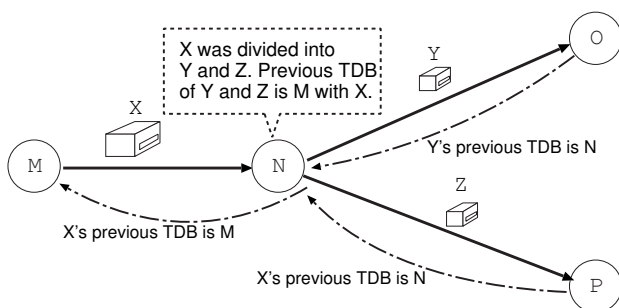 X was divided into
Y and Z. Previous TDB
of Y and Z is M with X.
X
Y
O
M
N
Y's previous TDB is N
Z
X's previous TDB is M
X's previous TDB is N
P